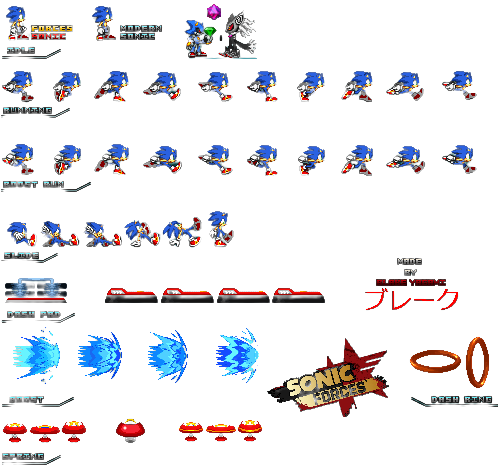 FORCES
SONIC
MODERN
SONIC
IDLE
RUNNING
BOOST RUN
SLIDE
DASH PAD
MADE
BY
ブレーク
SONIC
FORCES
BOOST
DASH RING
SPRING